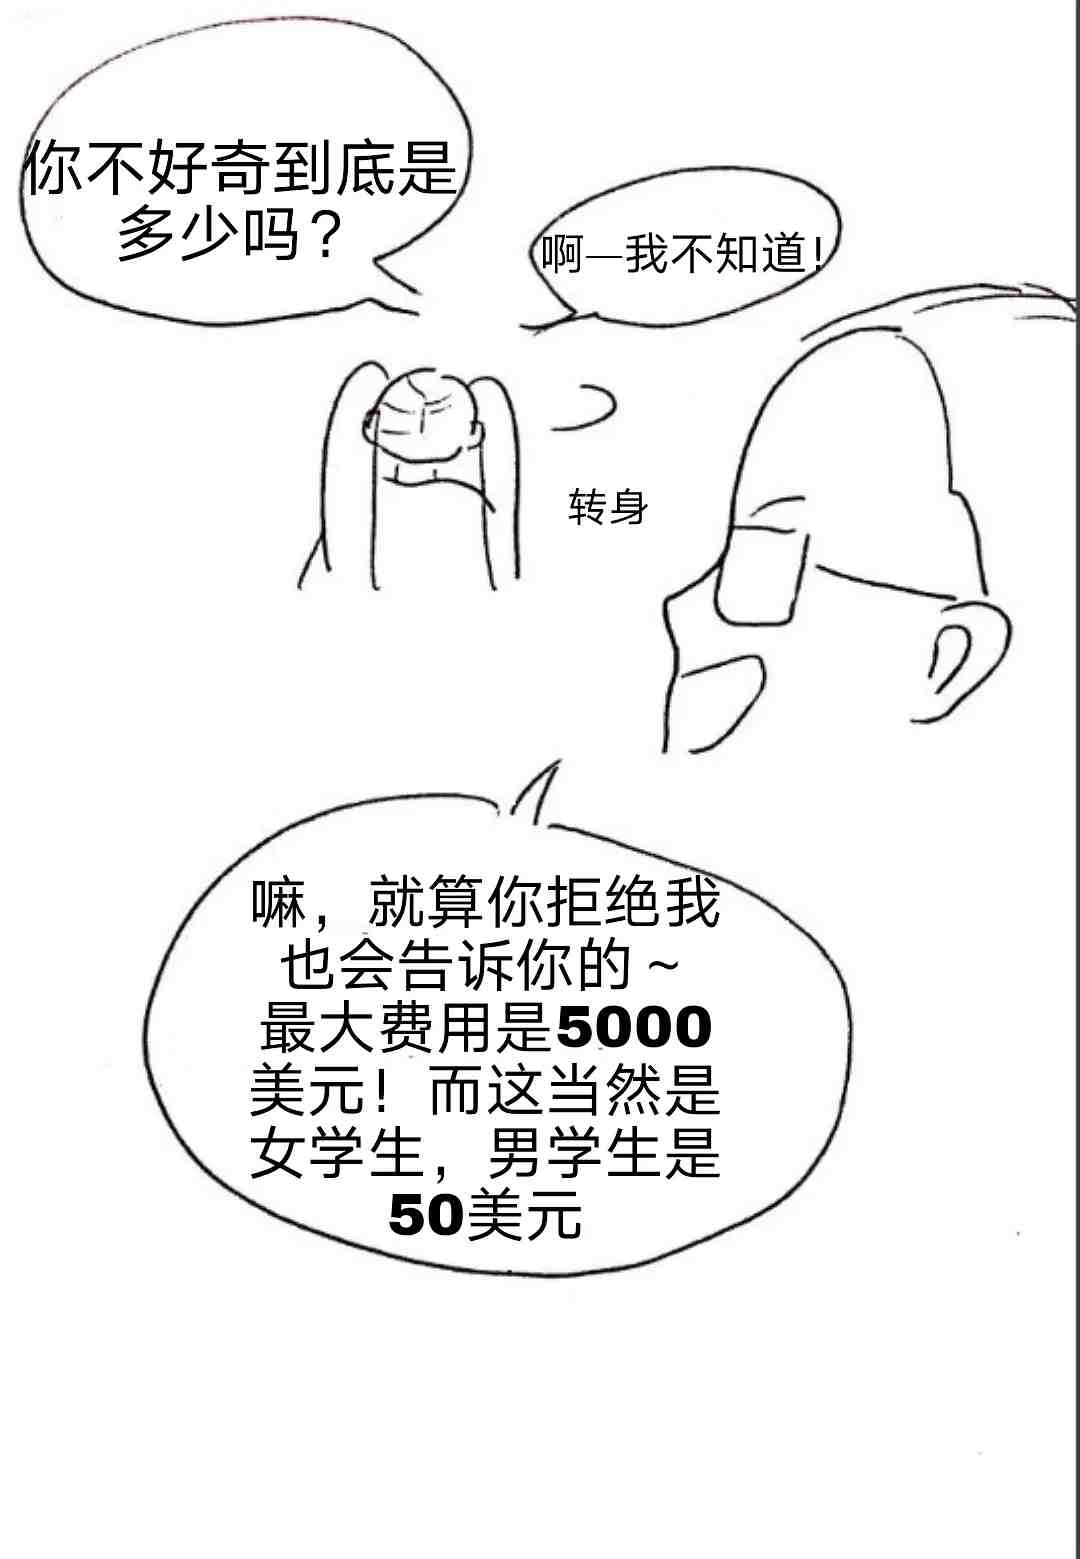 你不好奇到底是
多少吗？
啊—我不知道！
转身
嘛，就算你拒绝我
也会告诉你的～
最大费用是5000
美元！而这当然是
女学生，男学生是
50美元